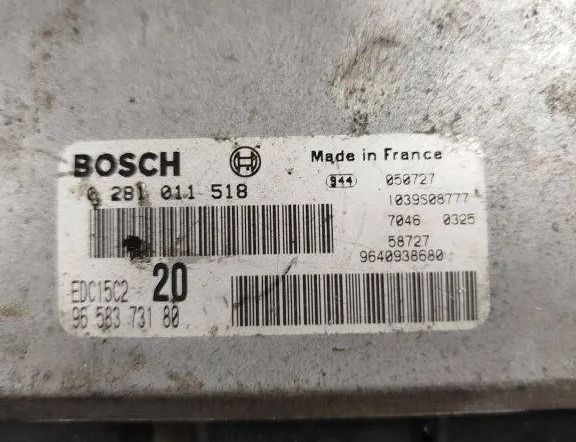 BOSCH
Made in France
0 281 011 518
944 050727
1039S08777
7046 0325
58727
9640938680
EDC15C2 20
96 583 731 80